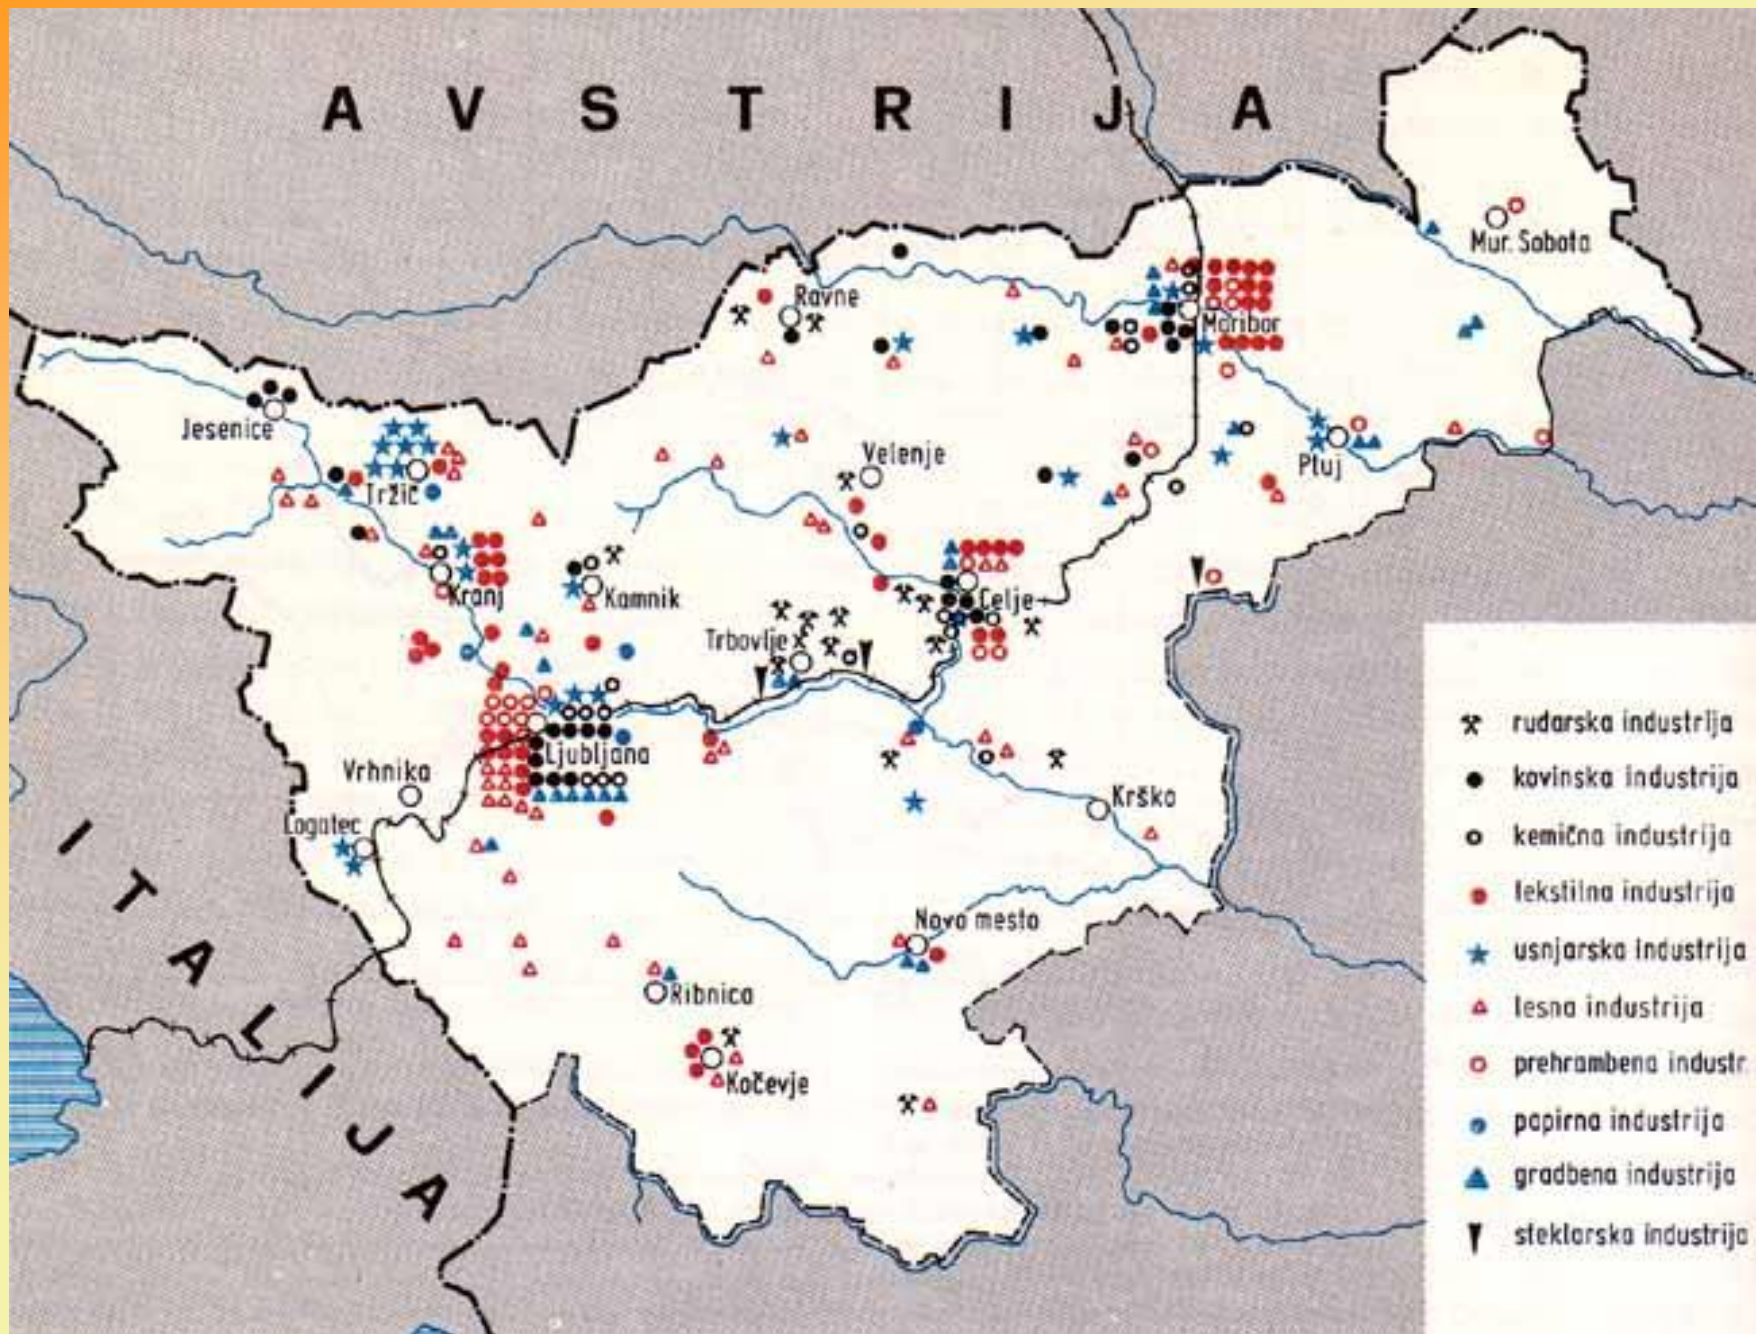 AVSTRIJA
Mur. Sobota
Ravne
Maribor
Jesenice
Velenje
Ptuj
Tržič
Kranj
Kamnik
Celje
Trbovlje
Ljubljana
Vrhnika
Krško
Logatec
Novo mesto
Ribnica
Kočevje
ITALIJA
rudarska industrija
kovinska industrija
kemična industrija
tekstilna industrija
usnjarska industrija
lesna industrija
prehrambena industr.
papirna industrija
gradbena industrija
steklarska industrija